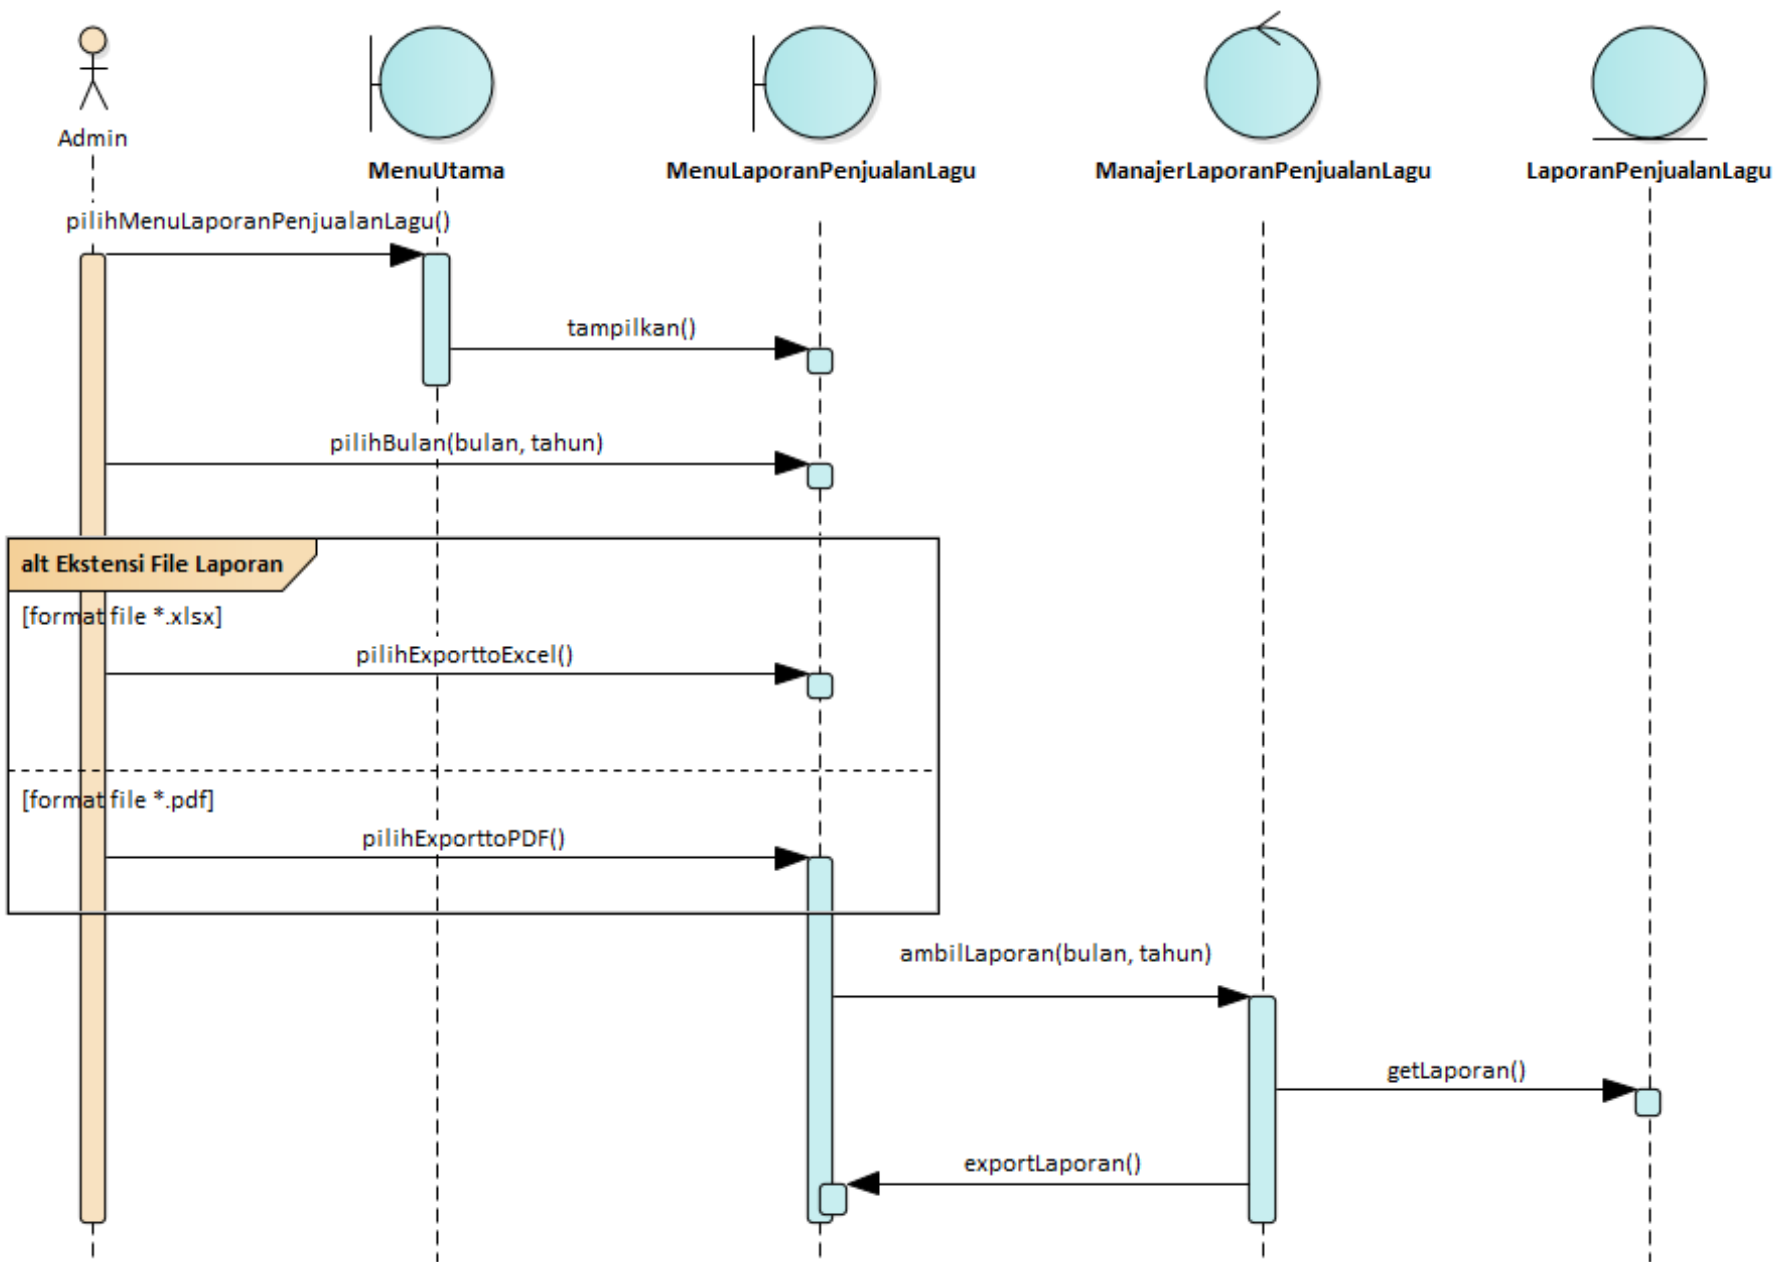 Admin
MenuUtama
MenuLaporanPenjualanLagu
ManajerLaporanPenjualanLagu
LaporanPenjualanLagu
pilihMenuLaporanPenjualanLagu()
tampilkan()
pilihBulan(bulan, tahun)
alt Ekstensi File Laporan
[format file *.xlsx]
pilihExporttoExcel()
[format file *.pdf]
pilihExporttoPDF()
ambilLaporan(bulan, tahun)
getLaporan()
exportLaporan()